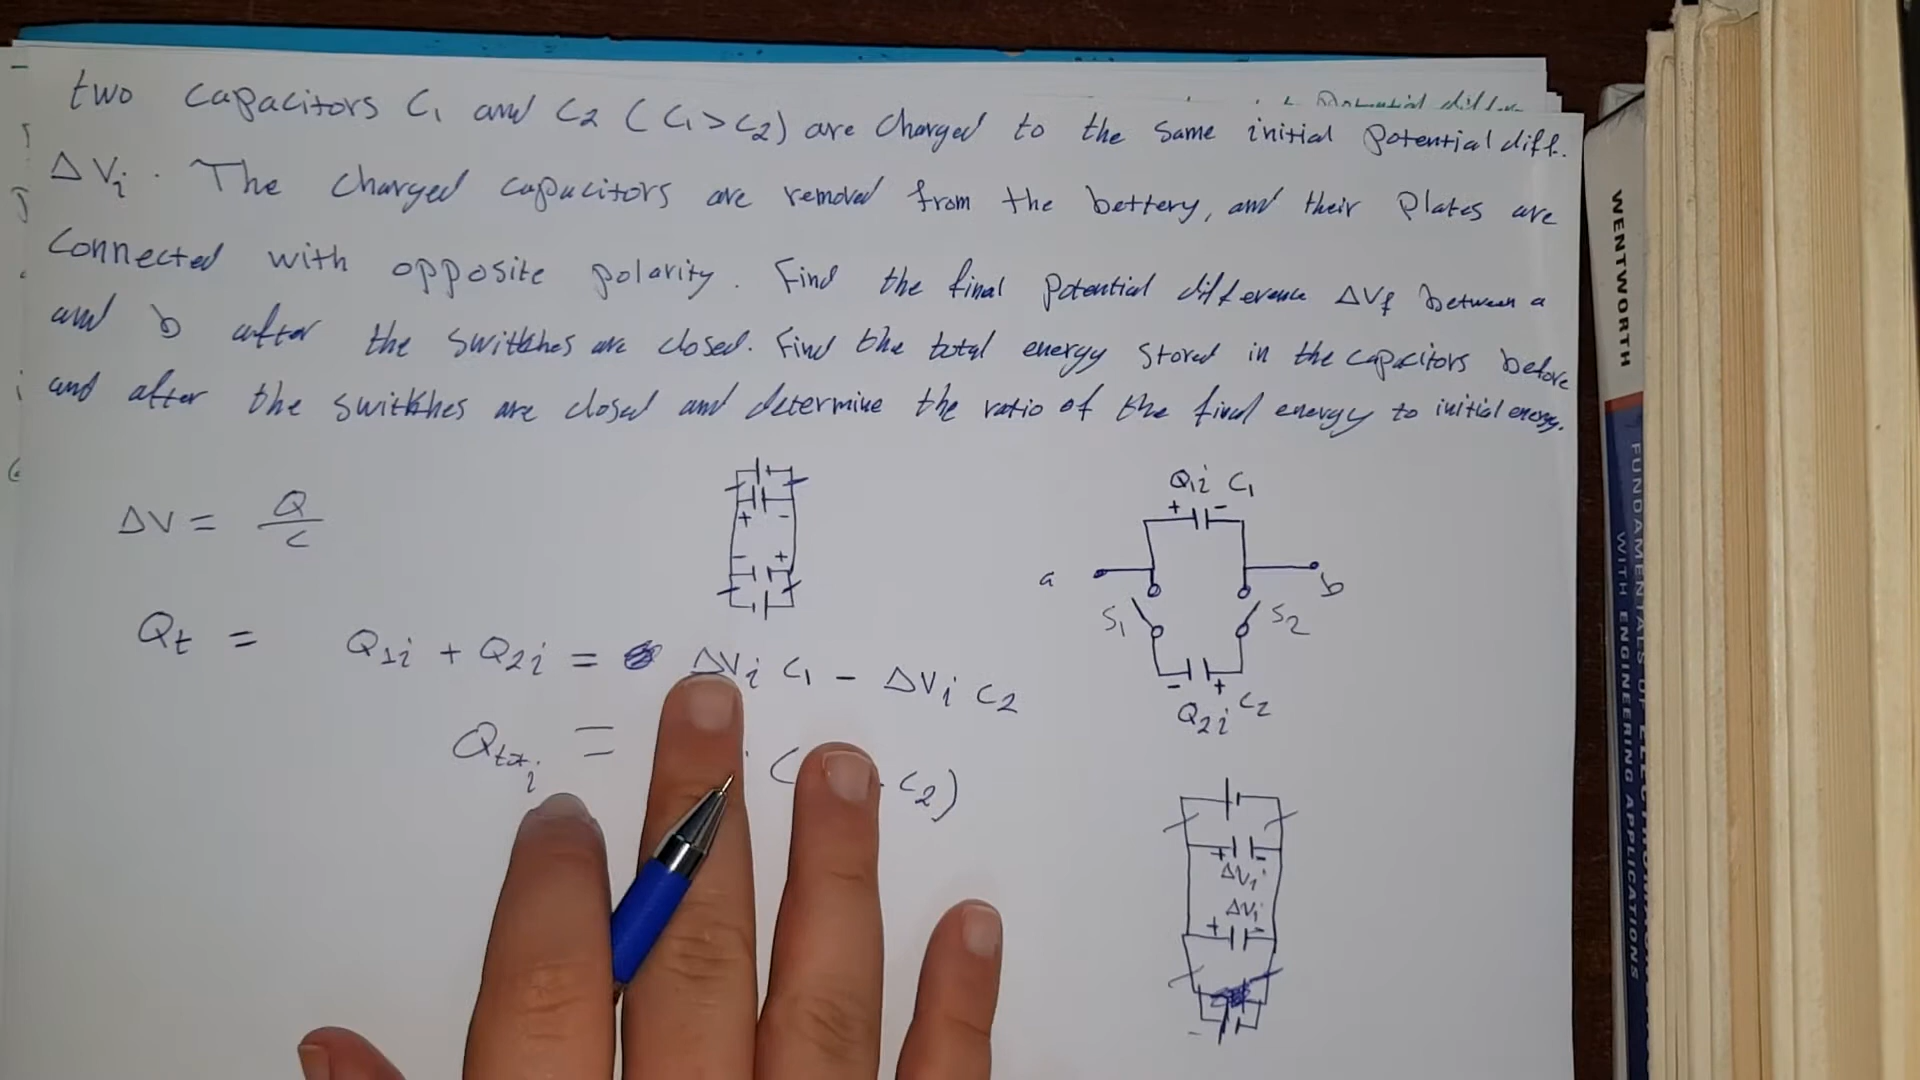 two capacitors C1 and C2 (C1>C2) are charged to the same initial potential diff.
ΔVi. The charged capacitors are removed from the bettery, and their plates are
connected with opposite polarity. Find the final potential difference ΔVf between a
and b after the switches are closed. Find the total energy stored in the capacitors before
and after the switches are closed and determine the ratio of the final energy to initial energy.
Q1i C1
+ -
ΔV = Q/C
+ -
- +
a
b
S1
S2
Qt = Q1i + Q2i = ΔVi C1 - ΔVi C2
- +
Q2i C2
Qtot i =
( C2)
+ -
ΔVi
ΔVi
+ -
-
WENTWORTH
FUNDAMENTALS OF
WITH ENGINEERING APPLICATIONS